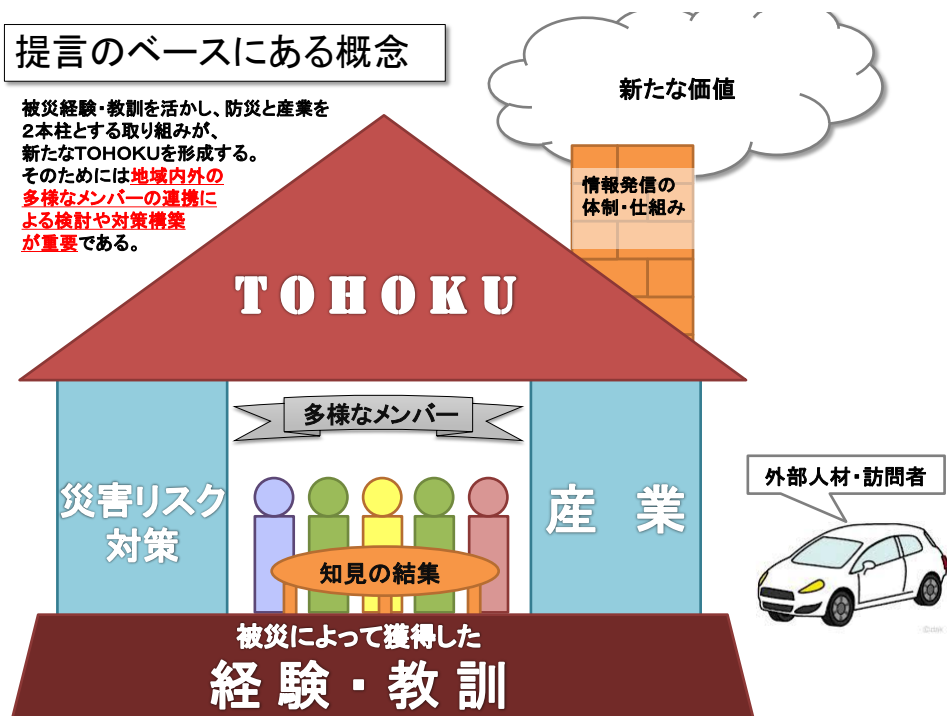 提言のベースにある概念
被災経験・教訓を活かし、防災と産業を
２本柱とする取り組みが、
新たなTOHOKUを形成する。
そのためには地域内外の
多様なメンバーの連携に
よる検討や対策構築
が重要である。
新たな価値
情報発信の
体制・仕組み
TOHOKU
多様なメンバー
災害リスク
対策
産 業
外部人材・訪問者
知見の結集
被災によって獲得した
経験・教訓